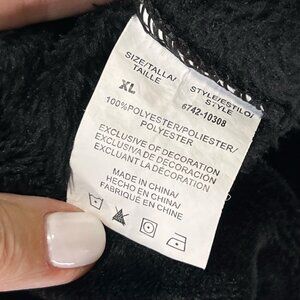 SIZE/TALLA/
TAILLE
XL
STYLE/ESTILO/
STYLE
6742-10308
100%POLYESTER/POLIESTER/
POLYESTER
EXCLUSIVE OF DECORATION
EXCLUSIVA DE DECORACIÓN
EXCLUANT LA DÉCORATION
MADE IN CHINA/
HECHO EN CHINA/
FABRIQUÉ EN CHINE